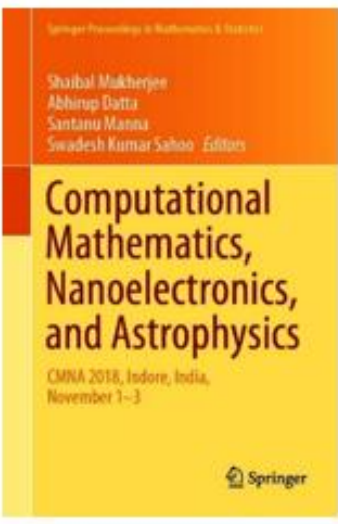 Springer Proceedings in Mathematics & Statistics
Shaibal Mukherjee
Abhirup Datta
Santanu Manna
Swadesh Kumar Sahoo Editors
Computational
Mathematics,
Nanoelectronics,
and Astrophysics
CMNA 2018, Indore, India,
November 1–3
Springer